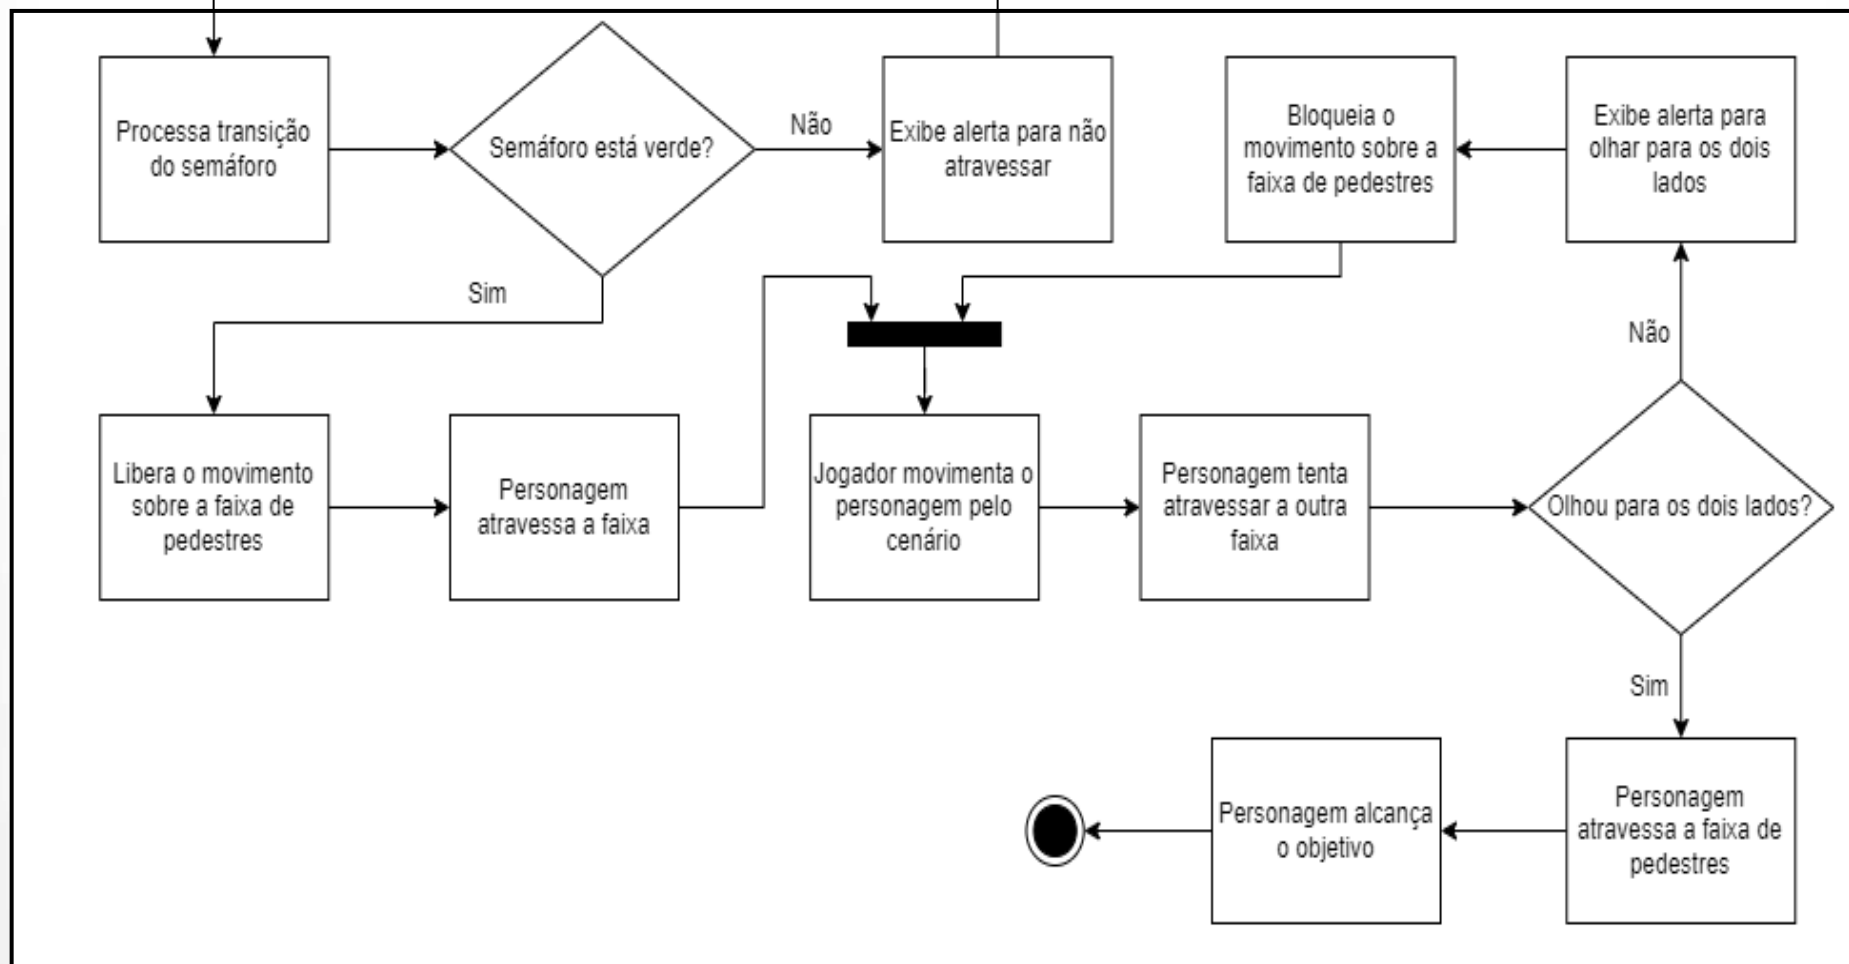 Processa transição
do semáforo
Semáforo está verde?
Não
Exibe alerta para não
atravessar
Bloqueia o
movimento sobre a
faixa de pedestres
Exibe alerta para
olhar para os dois
lados
Sim
Não
Libera o movimento
sobre a faixa de
pedestres
Personagem
atravessa a faixa
Jogador movimenta o
personagem pelo
cenário
Personagem tenta
atravessar a outra
faixa
Olhou para os dois lados?
Sim
Personagem alcança
o objetivo
Personagem
atravessa a faixa de
pedestres